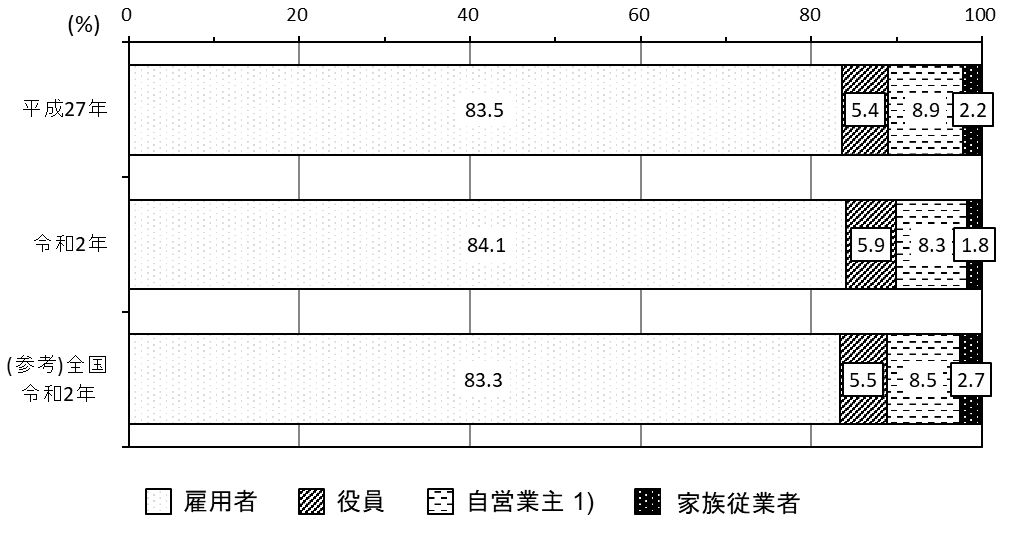 (%)
0 20 40 60 80 100
平成27年
83.5 5.4 8.9 2.2
令和2年
84.1 5.9 8.3 1.8
(参考)全国
令和2年
83.3 5.5 8.5 2.7
雇用者 役員 自営業主 1) 家族従業者